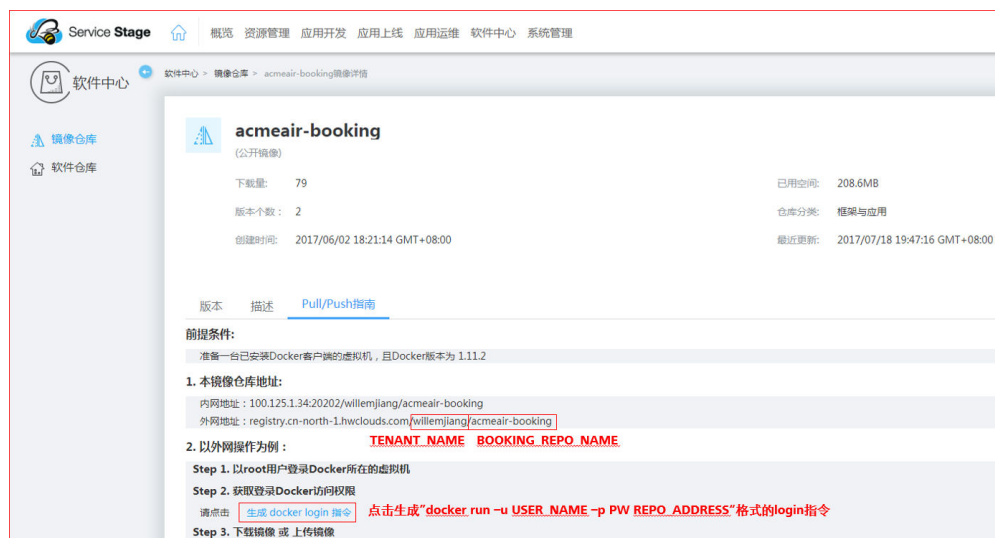 Service Stage 概览 资源管理 应用开发 应用上线 应用运维 软件中心 系统管理
软件中心
软件中心 > 镜像仓库 > acmeair-booking镜像详情
镜像仓库
软件仓库
acmeair-booking
(公开镜像)
下载量: 79 已用空间: 208.6MB
版本个数： 2 仓库分类: 框架与应用
创建时间: 2017/06/02 18:21:14 GMT+08:00 最近更新: 2017/07/18 19:47:16 GMT+08:00
版本 描述 Pull/Push指南
前提条件:
准备一台已安装Docker客户端的虚拟机，且Docker版本为 1.11.2
1. 本镜像仓库地址:
内网地址：100.125.1.34:20202/willemjiang/acmeair-booking
外网地址：registry.cn-north-1.hwclouds.com/willemjiang/acmeair-booking
TENANT_NAME BOOKING_REPO_NAME
2. 以外网操作为例：
Step 1. 以root用户登录Docker所在的虚拟机
Step 2. 获取登录Docker访问权限
请点击 生成 docker login 指令 点击生成”docker run –u USER_NAME –p PW REPO_ADDRESS”格式的login指令
Step 3. 下载镜像 或 上传镜像